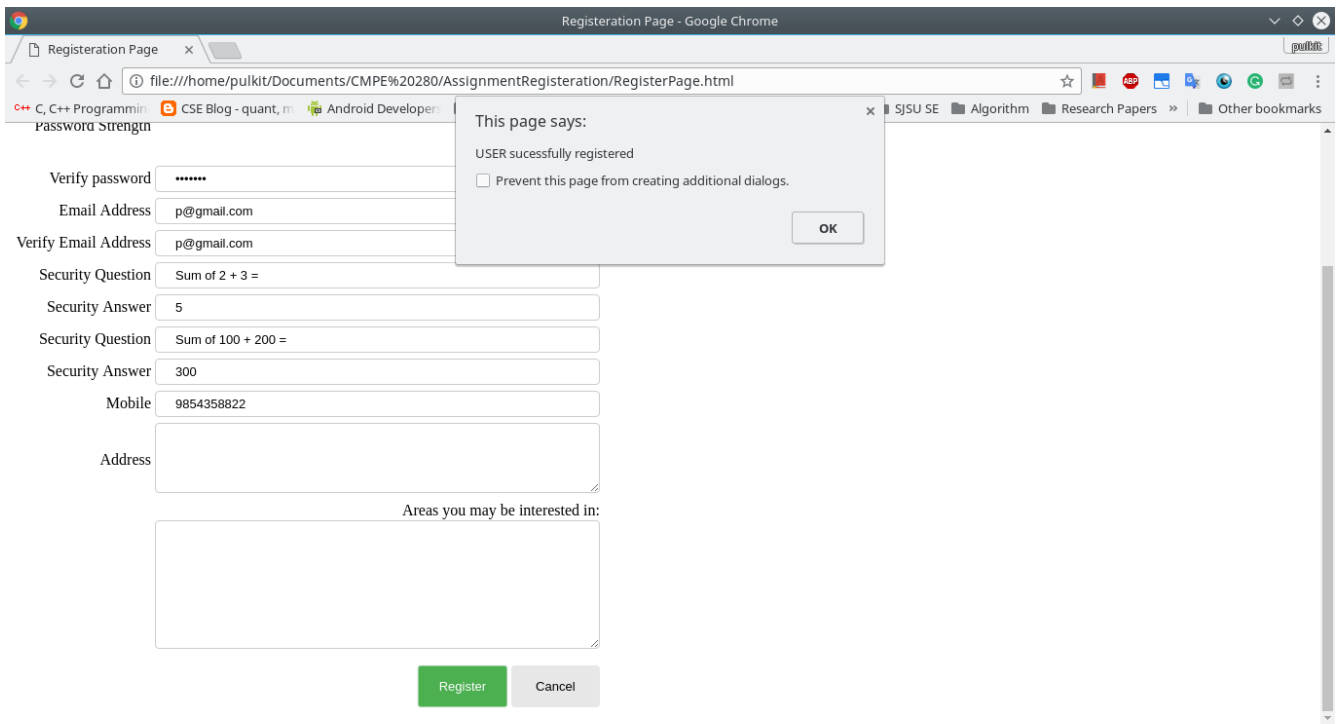 Registeration Page - Google Chrome
Registeration Page
pulkit
file:///home/pulkit/Documents/CMPE%20280/AssignmentRegisteration/RegisterPage.html
ABP
C++ C, C++ Programmin CSE Blog - quant, m Android Developer SJSU SE Algorithm Research Papers » Other bookmarks
This page says:
USER sucessfully registered
Prevent this page from creating additional dialogs.
OK
Password Strength
Verify password •••••••
Email Address p@gmail.com
Verify Email Address p@gmail.com
Security Question Sum of 2 + 3 =
Security Answer 5
Security Question Sum of 100 + 200 =
Security Answer 300
Mobile 9854358822
Address
Areas you may be interested in:
Register Cancel